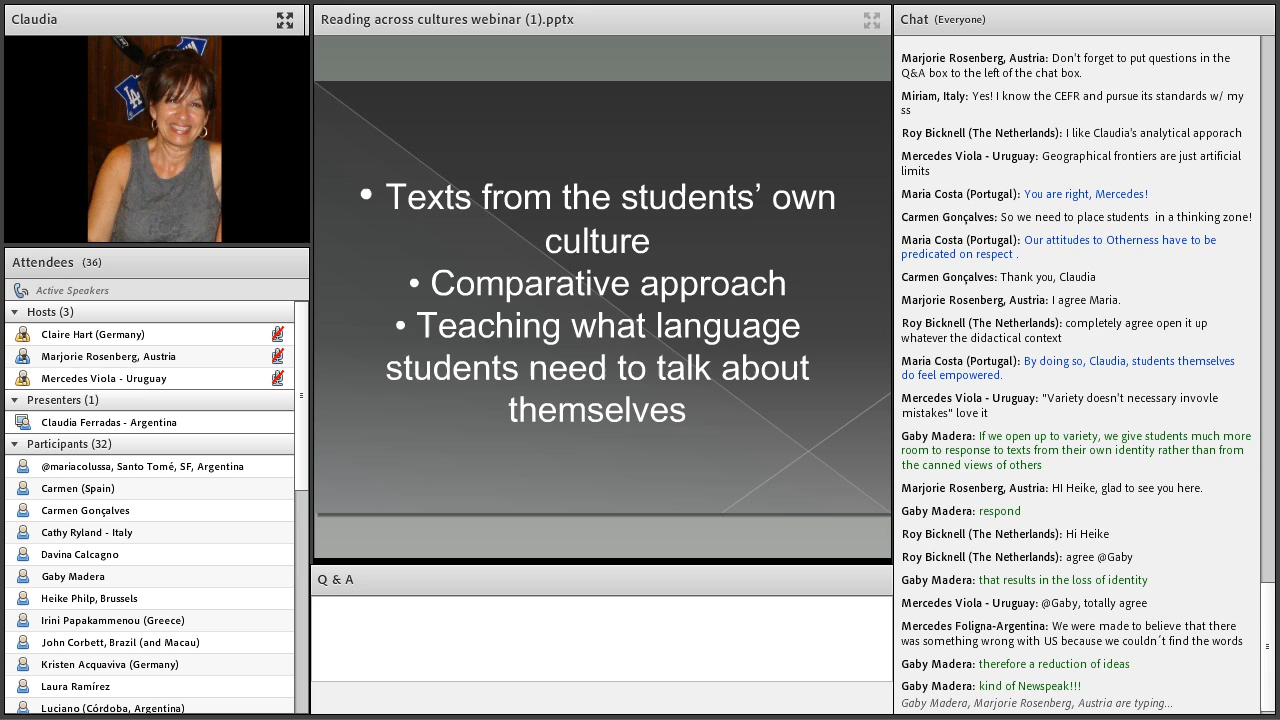 Claudia
LA
Attendees (36)
Active Speakers
Hosts (3)
Claire Hart (Germany)
Marjorie Rosenberg, Austria
Mercedes Viola - Uruguay
Presenters (1)
Claudia Ferradas - Argentina
Participants (32)
@mariacolussa, Santo Tomé, SF, Argentina
Carmen (Spain)
Carmen Gonçalves
Cathy Ryland - Italy
Davina Calcagno
Gaby Madera
Heike Philp, Brussels
Irini Papakammenou (Greece)
John Corbett, Brazil (and Macau)
Kristen Acquaviva (Germany)
Laura Ramírez
Luciano (Córdoba, Argentina)
Reading across cultures webinar (1).pptx
• Texts from the students’ own
culture
• Comparative approach
• Teaching what language
students need to talk about
themselves
Q & A
Chat (Everyone)
Marjorie Rosenberg, Austria: Don't forget to put questions in the
Q&A box to the left of the chat box.
Miriam, Italy: Yes! I know the CEFR and pursue its standards w/ my
ss
Roy Bicknell (The Netherlands): I like Claudia's analytical apporach
Mercedes Viola - Uruguay: Geographical frontiers are just artificial
limits
Maria Costa (Portugal): You are right, Mercedes!
Carmen Gonçalves: So we need to place students in a thinking zone!
Maria Costa (Portugal): Our attitudes to Otherness have to be
predicated on respect .
Carmen Gonçalves: Thank you, Claudia
Marjorie Rosenberg, Austria: I agree Maria.
Roy Bicknell (The Netherlands): completely agree open it up
whatever the didactical context
Maria Costa (Portugal): By doing so, Claudia, students themselves
do feel empowered.
Mercedes Viola - Uruguay: "Variety doesn't necessary invovle
mistakes" love it
Gaby Madera: If we open up to variety, we give students much more
room to response to texts from their own identity rather than from
the canned views of others
Marjorie Rosenberg, Austria: HI Heike, glad to see you here.
Gaby Madera: respond
Roy Bicknell (The Netherlands): Hi Heike
Roy Bicknell (The Netherlands): agree @Gaby
Gaby Madera: that results in the loss of identity
Mercedes Viola - Uruguay: @Gaby, totally agree
Mercedes Foligna-Argentina: We were made to believe that there
was something wrong with US because we couldn´t find the words
Gaby Madera: therefore a reduction of ideas
Gaby Madera: kind of Newspeak!!!
Gaby Madera, Marjorie Rosenberg, Austria are typing...